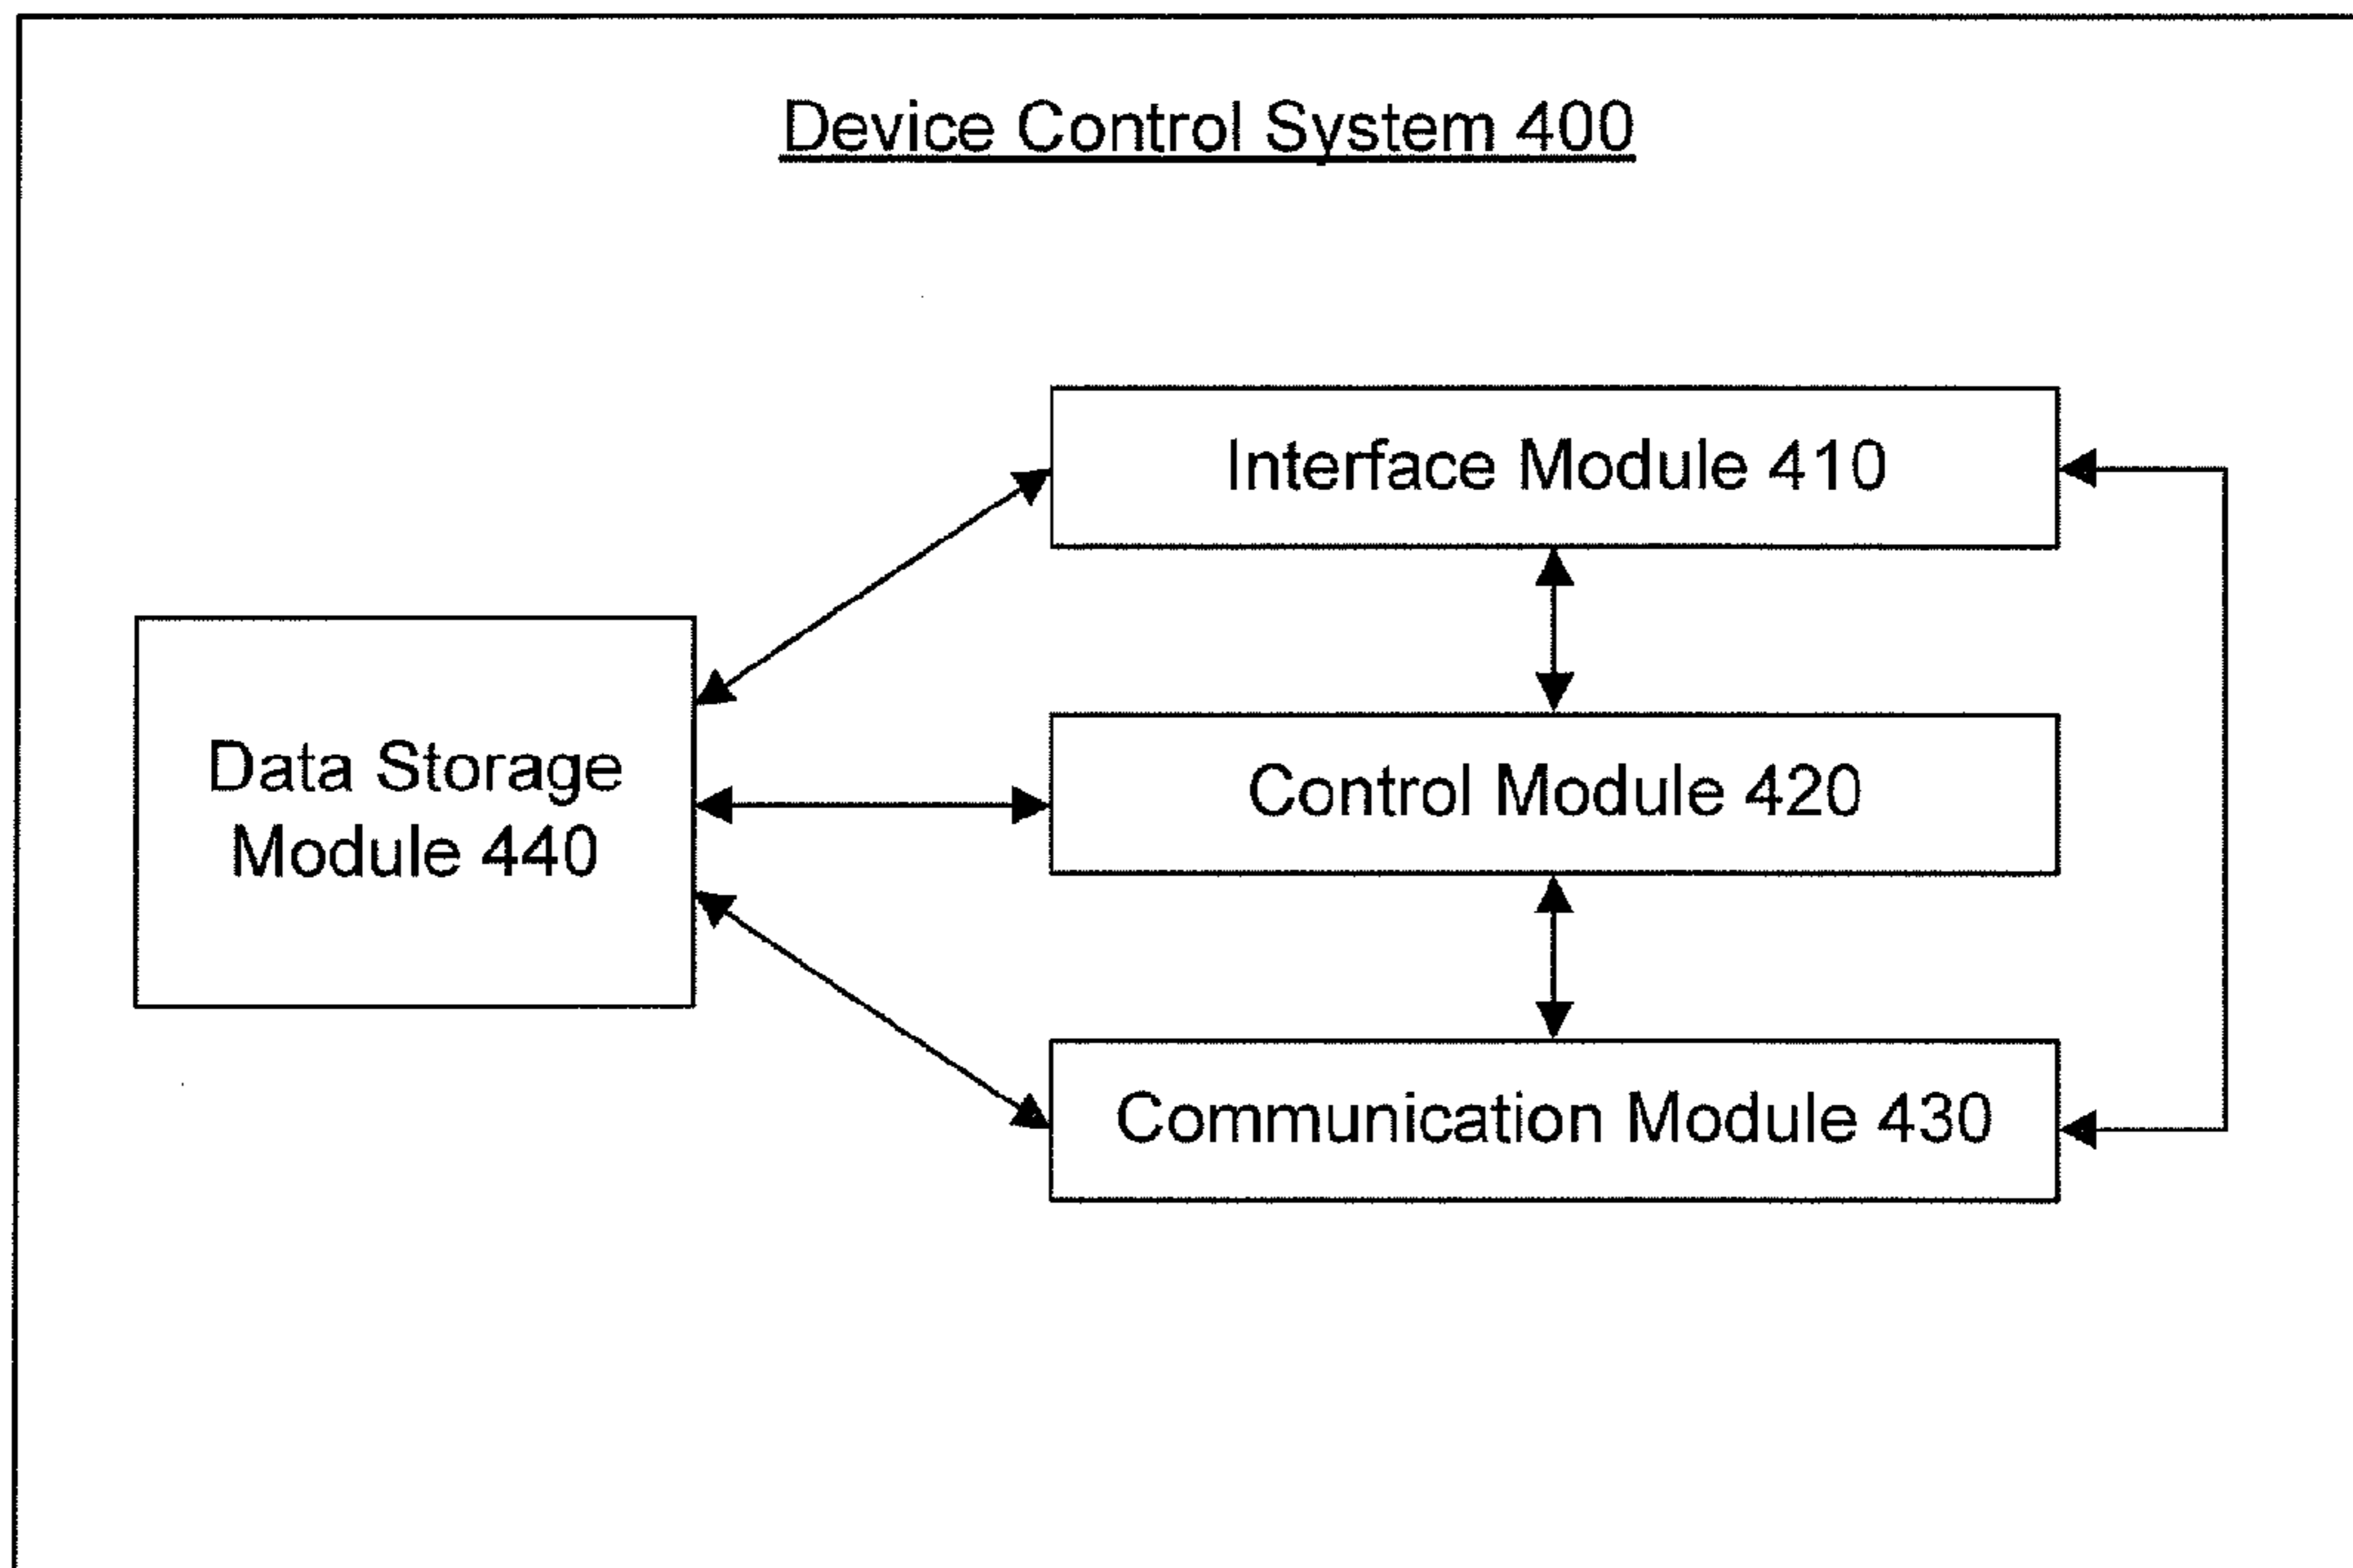 Device Control System 400
Interface Module 410
Data Storage
Module 440
Control Module 420
Communication Module 430